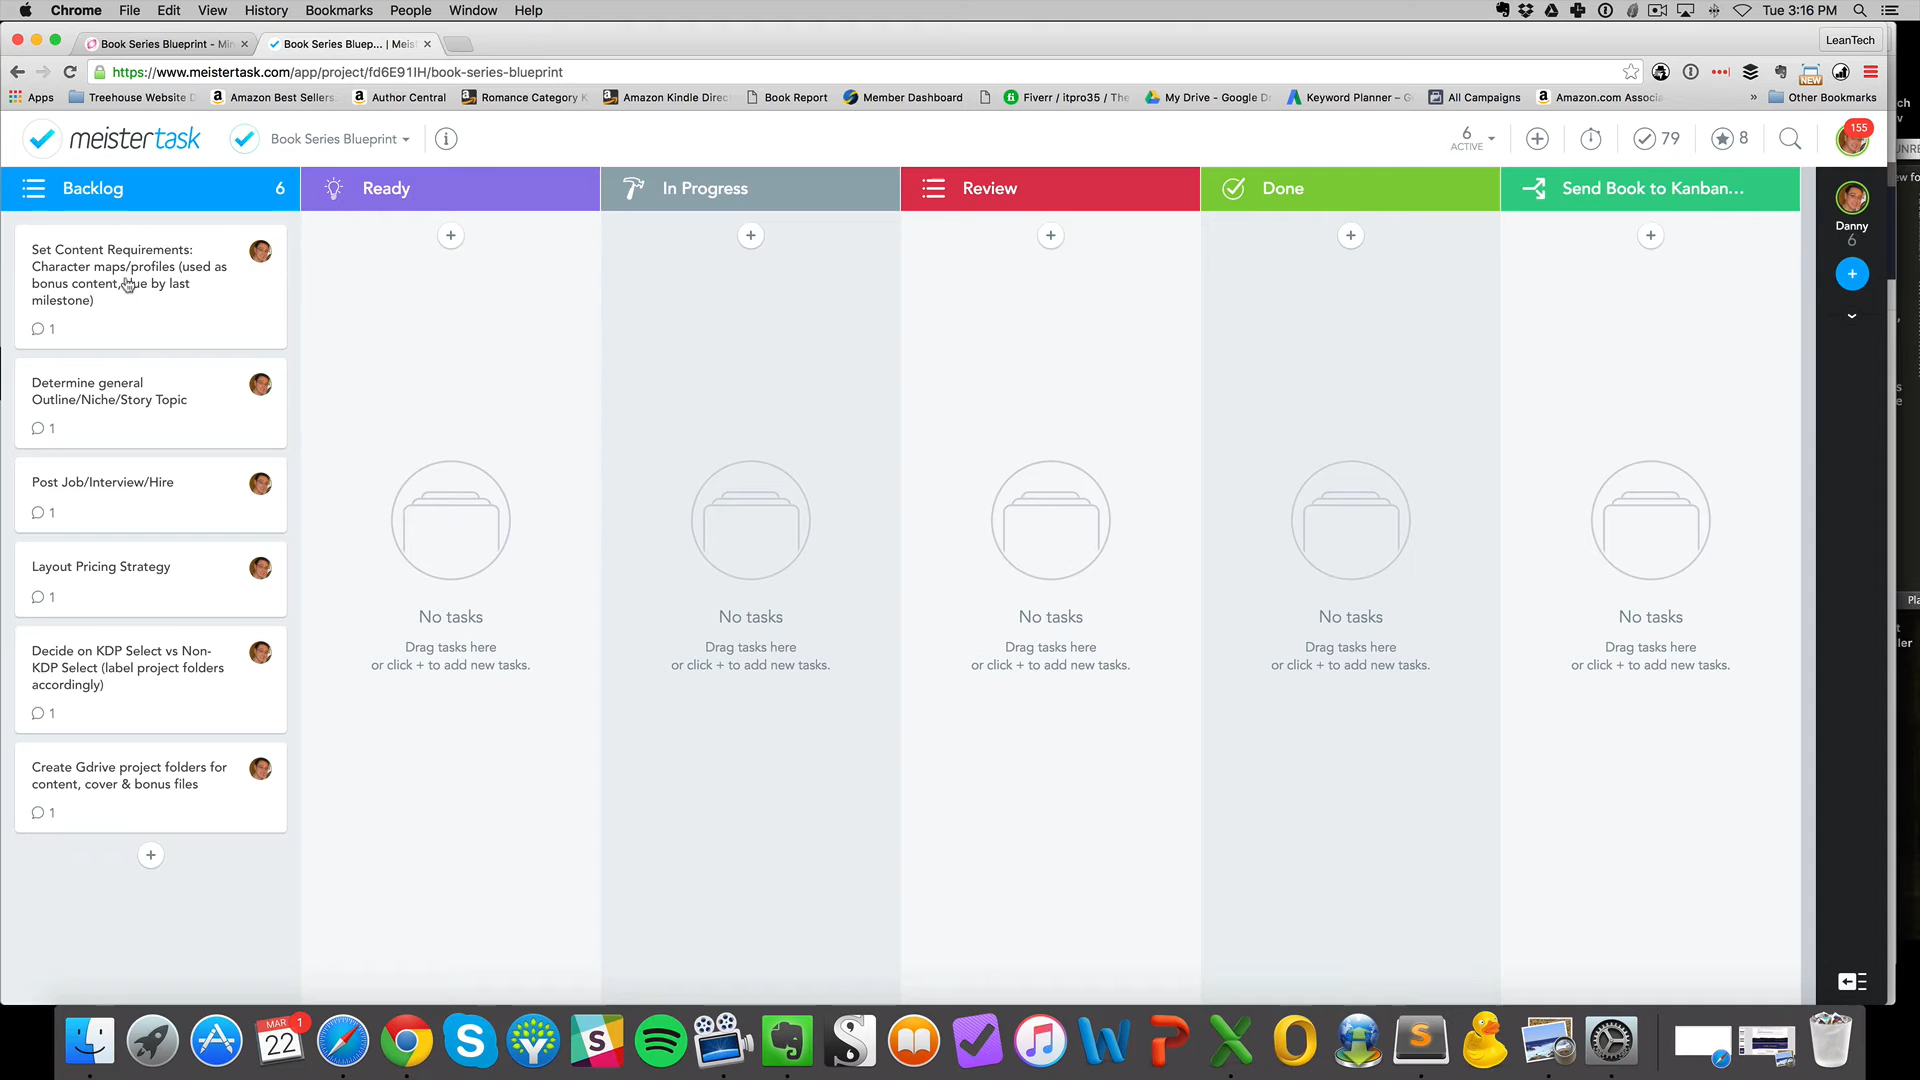 Chrome File Edit View History Bookmarks People Window Help Tue 3:16 PM
Book Series Blueprint - Min Book Series Bluep... | Meis LeanTech
https://www.meistertask.com/app/project/fd6E91IH/book-series-blueprint
NEW
Apps Treehouse Website D Amazon Best Sellers: Author Central Romance Category K Amazon Kindle Direc Book Report Member Dashboard Fiverr / itpro35 / The My Drive - Google Dr Keyword Planner – G All Campaigns Amazon.com Associa » Other Bookmarks
meistertask Book Series Blueprint 6 79 8 155
ACTIVE
Backlog 6 Ready In Progress Review Done Send Book to Kanban...
Danny
6
Set Content Requirements:
Character maps/profiles (used as
bonus content, due by last
milestone)
1
Determine general
Outline/Niche/Story Topic
1
Post Job/Interview/Hire
1
Layout Pricing Strategy
1
Decide on KDP Select vs Non-
KDP Select (label project folders
accordingly)
1
Create Gdrive project folders for
content, cover & bonus files
1
No tasks
Drag tasks here
or click + to add new tasks.
No tasks
Drag tasks here
or click + to add new tasks.
No tasks
Drag tasks here
or click + to add new tasks.
No tasks
Drag tasks here
or click + to add new tasks.
No tasks
Drag tasks here
or click + to add new tasks.
MAR 1
22